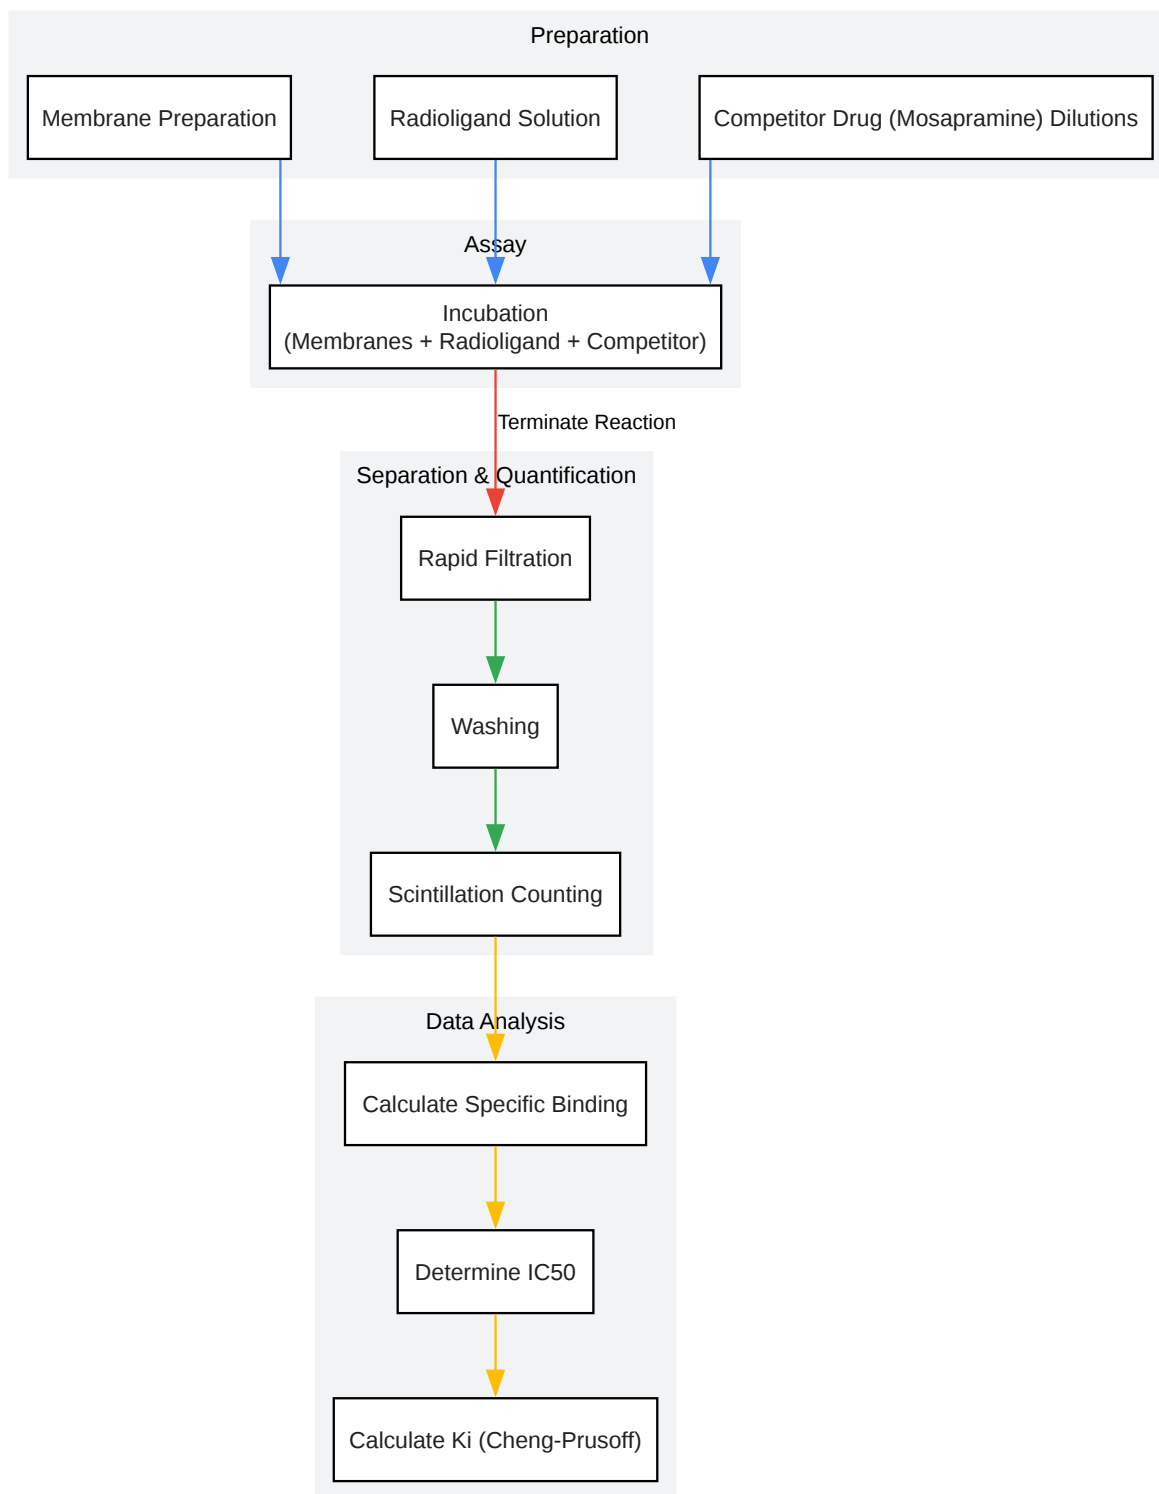 Preparation
Membrane Preparation
Radioligand Solution
Competitor Drug (Mosapramine) Dilutions
Assay
Incubation
(Membranes + Radioligand + Competitor)
Terminate Reaction
Separation & Quantification
Rapid Filtration
Washing
Scintillation Counting
Data Analysis
Calculate Specific Binding
Determine IC50
Calculate Ki (Cheng-Prusoff)